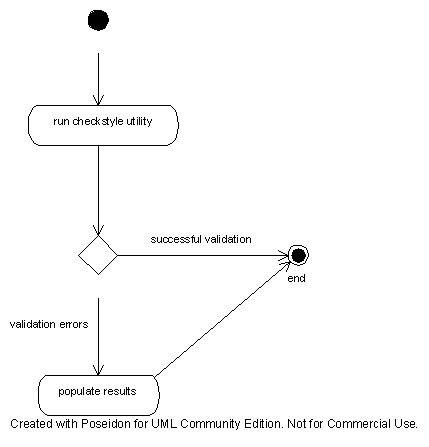 run checkstyle utility
successful validation
end
validation errors
populate results
Created with Poseidon for UML Community Edition. Not for Commercial Use.